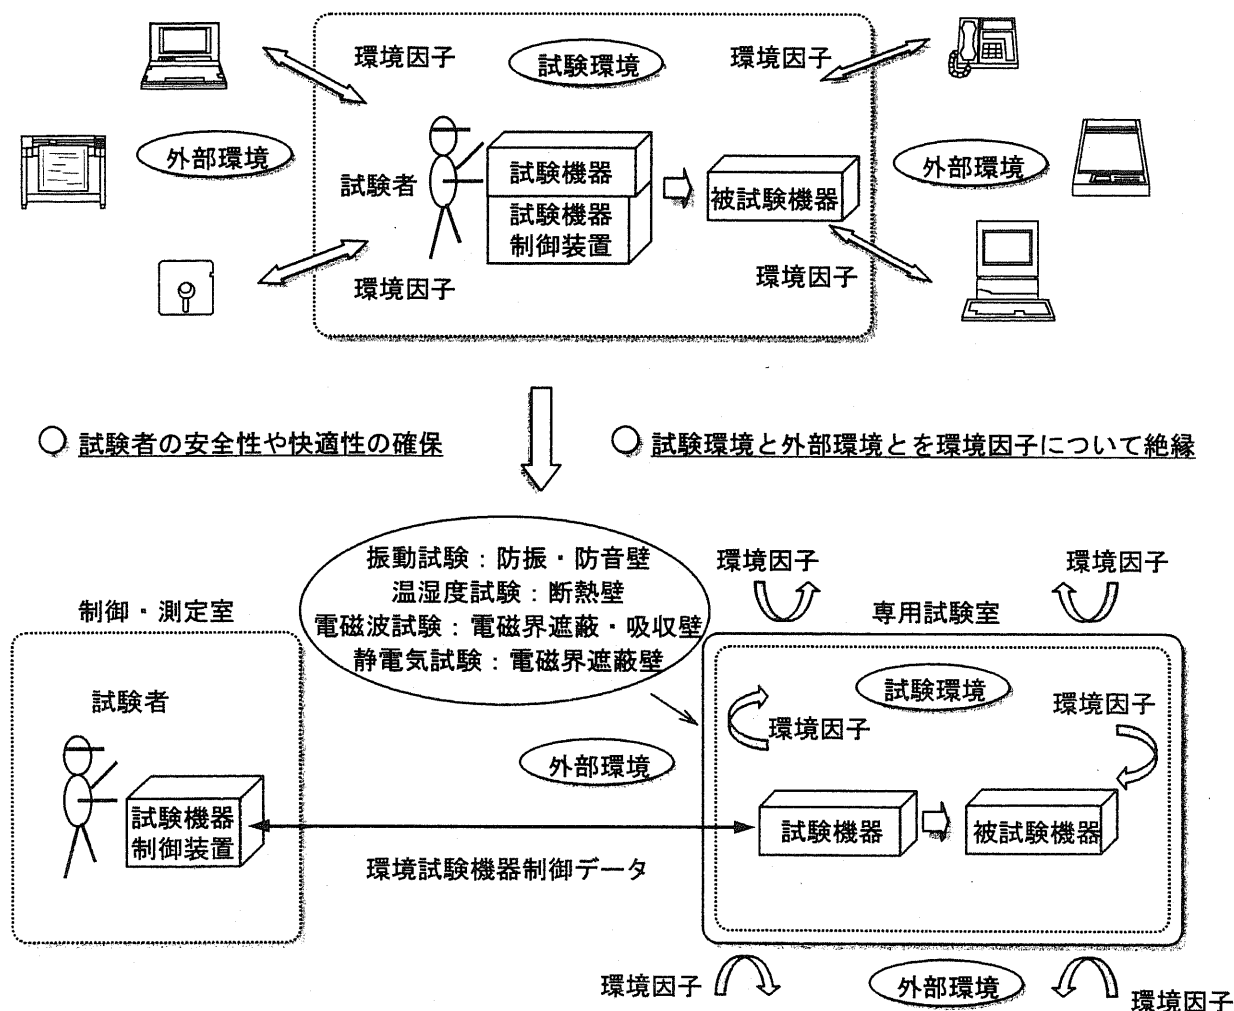 環境因子
試験環境
環境因子
外部環境
試験者
試験機器
試験機器
制御装置
被試験機器
外部環境
環境因子
環境因子
○ 試験者の安全性や快適性の確保
○ 試験環境と外部環境とを環境因子について絶縁
振動試験：防振・防音壁
温湿度試験：断熱壁
電磁波試験：電磁界遮蔽・吸収壁
静電気試験：電磁界遮蔽壁
環境因子
環境因子
制御・測定室
専用試験室
試験者
試験環境
環境因子
環境因子
外部環境
試験機器
制御装置
試験機器
被試験機器
環境試験機器制御データ
環境因子
外部環境
環境因子